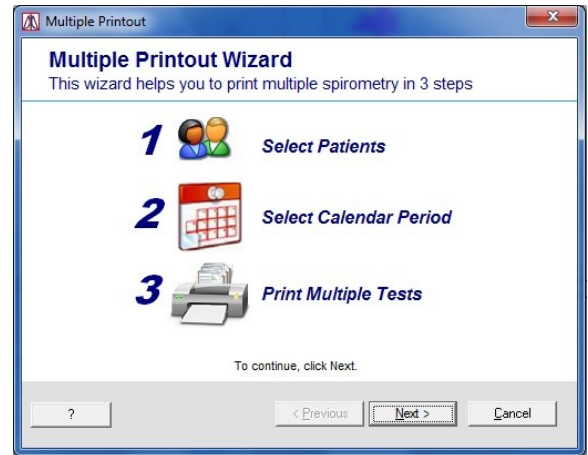 Multiple Printout
Multiple Printout Wizard
This wizard helps you to print multiple spirometry in 3 steps
1 Select Patients
2 Select Calendar Period
3 Print Multiple Tests
To continue, click Next.
? < Previous Next > Cancel